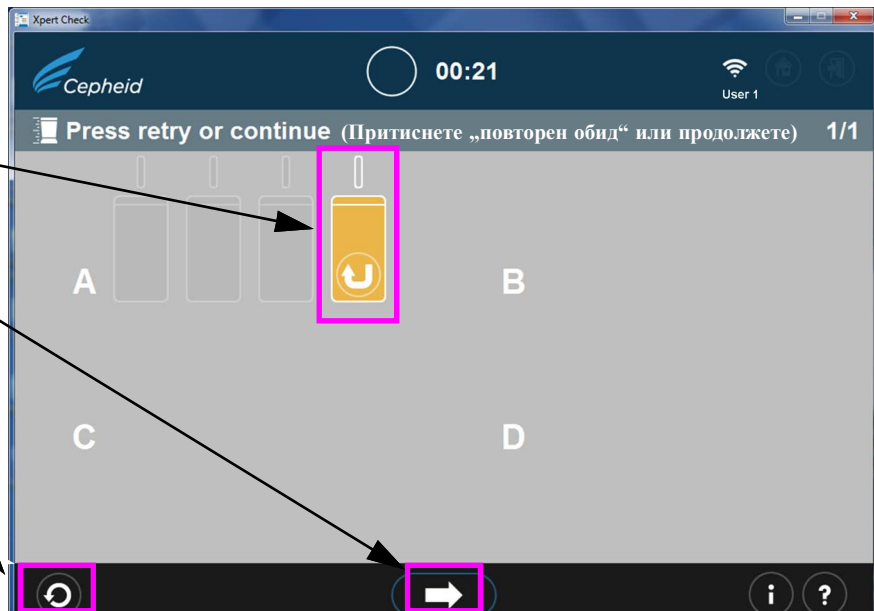 Xpert Check
Cepheid
00:21
User 1
Press retry or continue (Притиснете „повторен обид“ или продолжете) 1/1
A
B
C
D
i
?